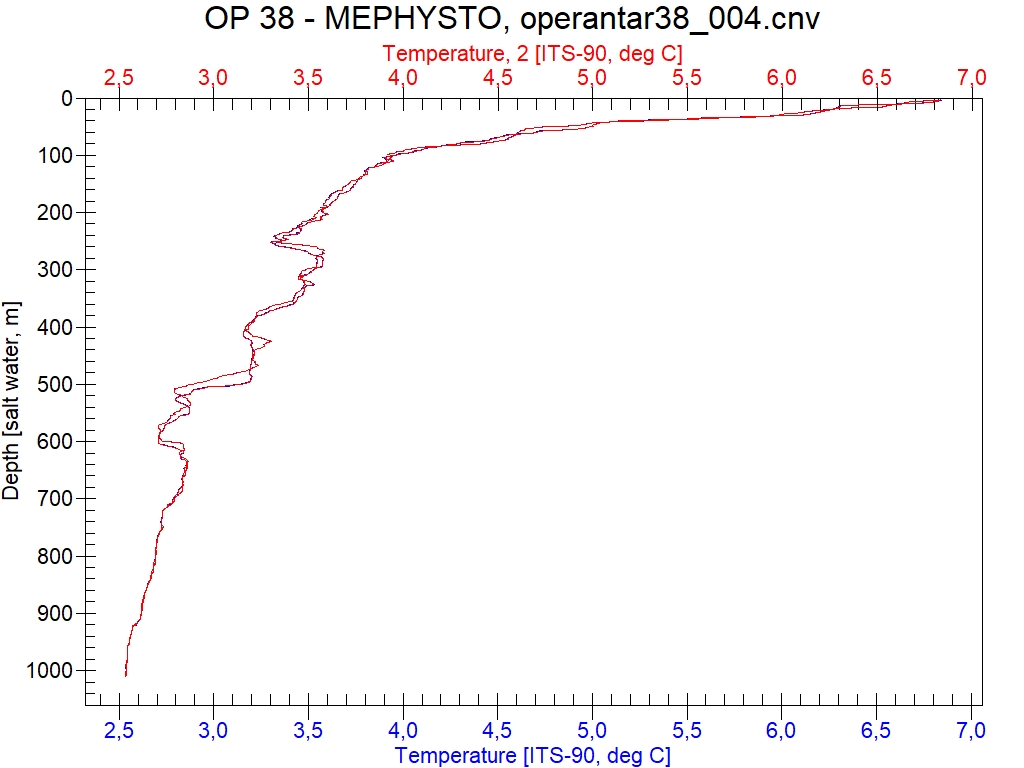 OP 38 - MEPHYSTO, operantar38_004.cnv
Temperature, 2 [ITS-90, deg C]
2,5 3,0 3,5 4,0 4,5 5,0 5,5 6,0 6,5 7,0
0
100
200
300
400
500
600
700
800
900
1000
Depth [salt water, m]
2,5 3,0 3,5 4,0 4,5 5,0 5,5 6,0 6,5 7,0
Temperature [ITS-90, deg C]